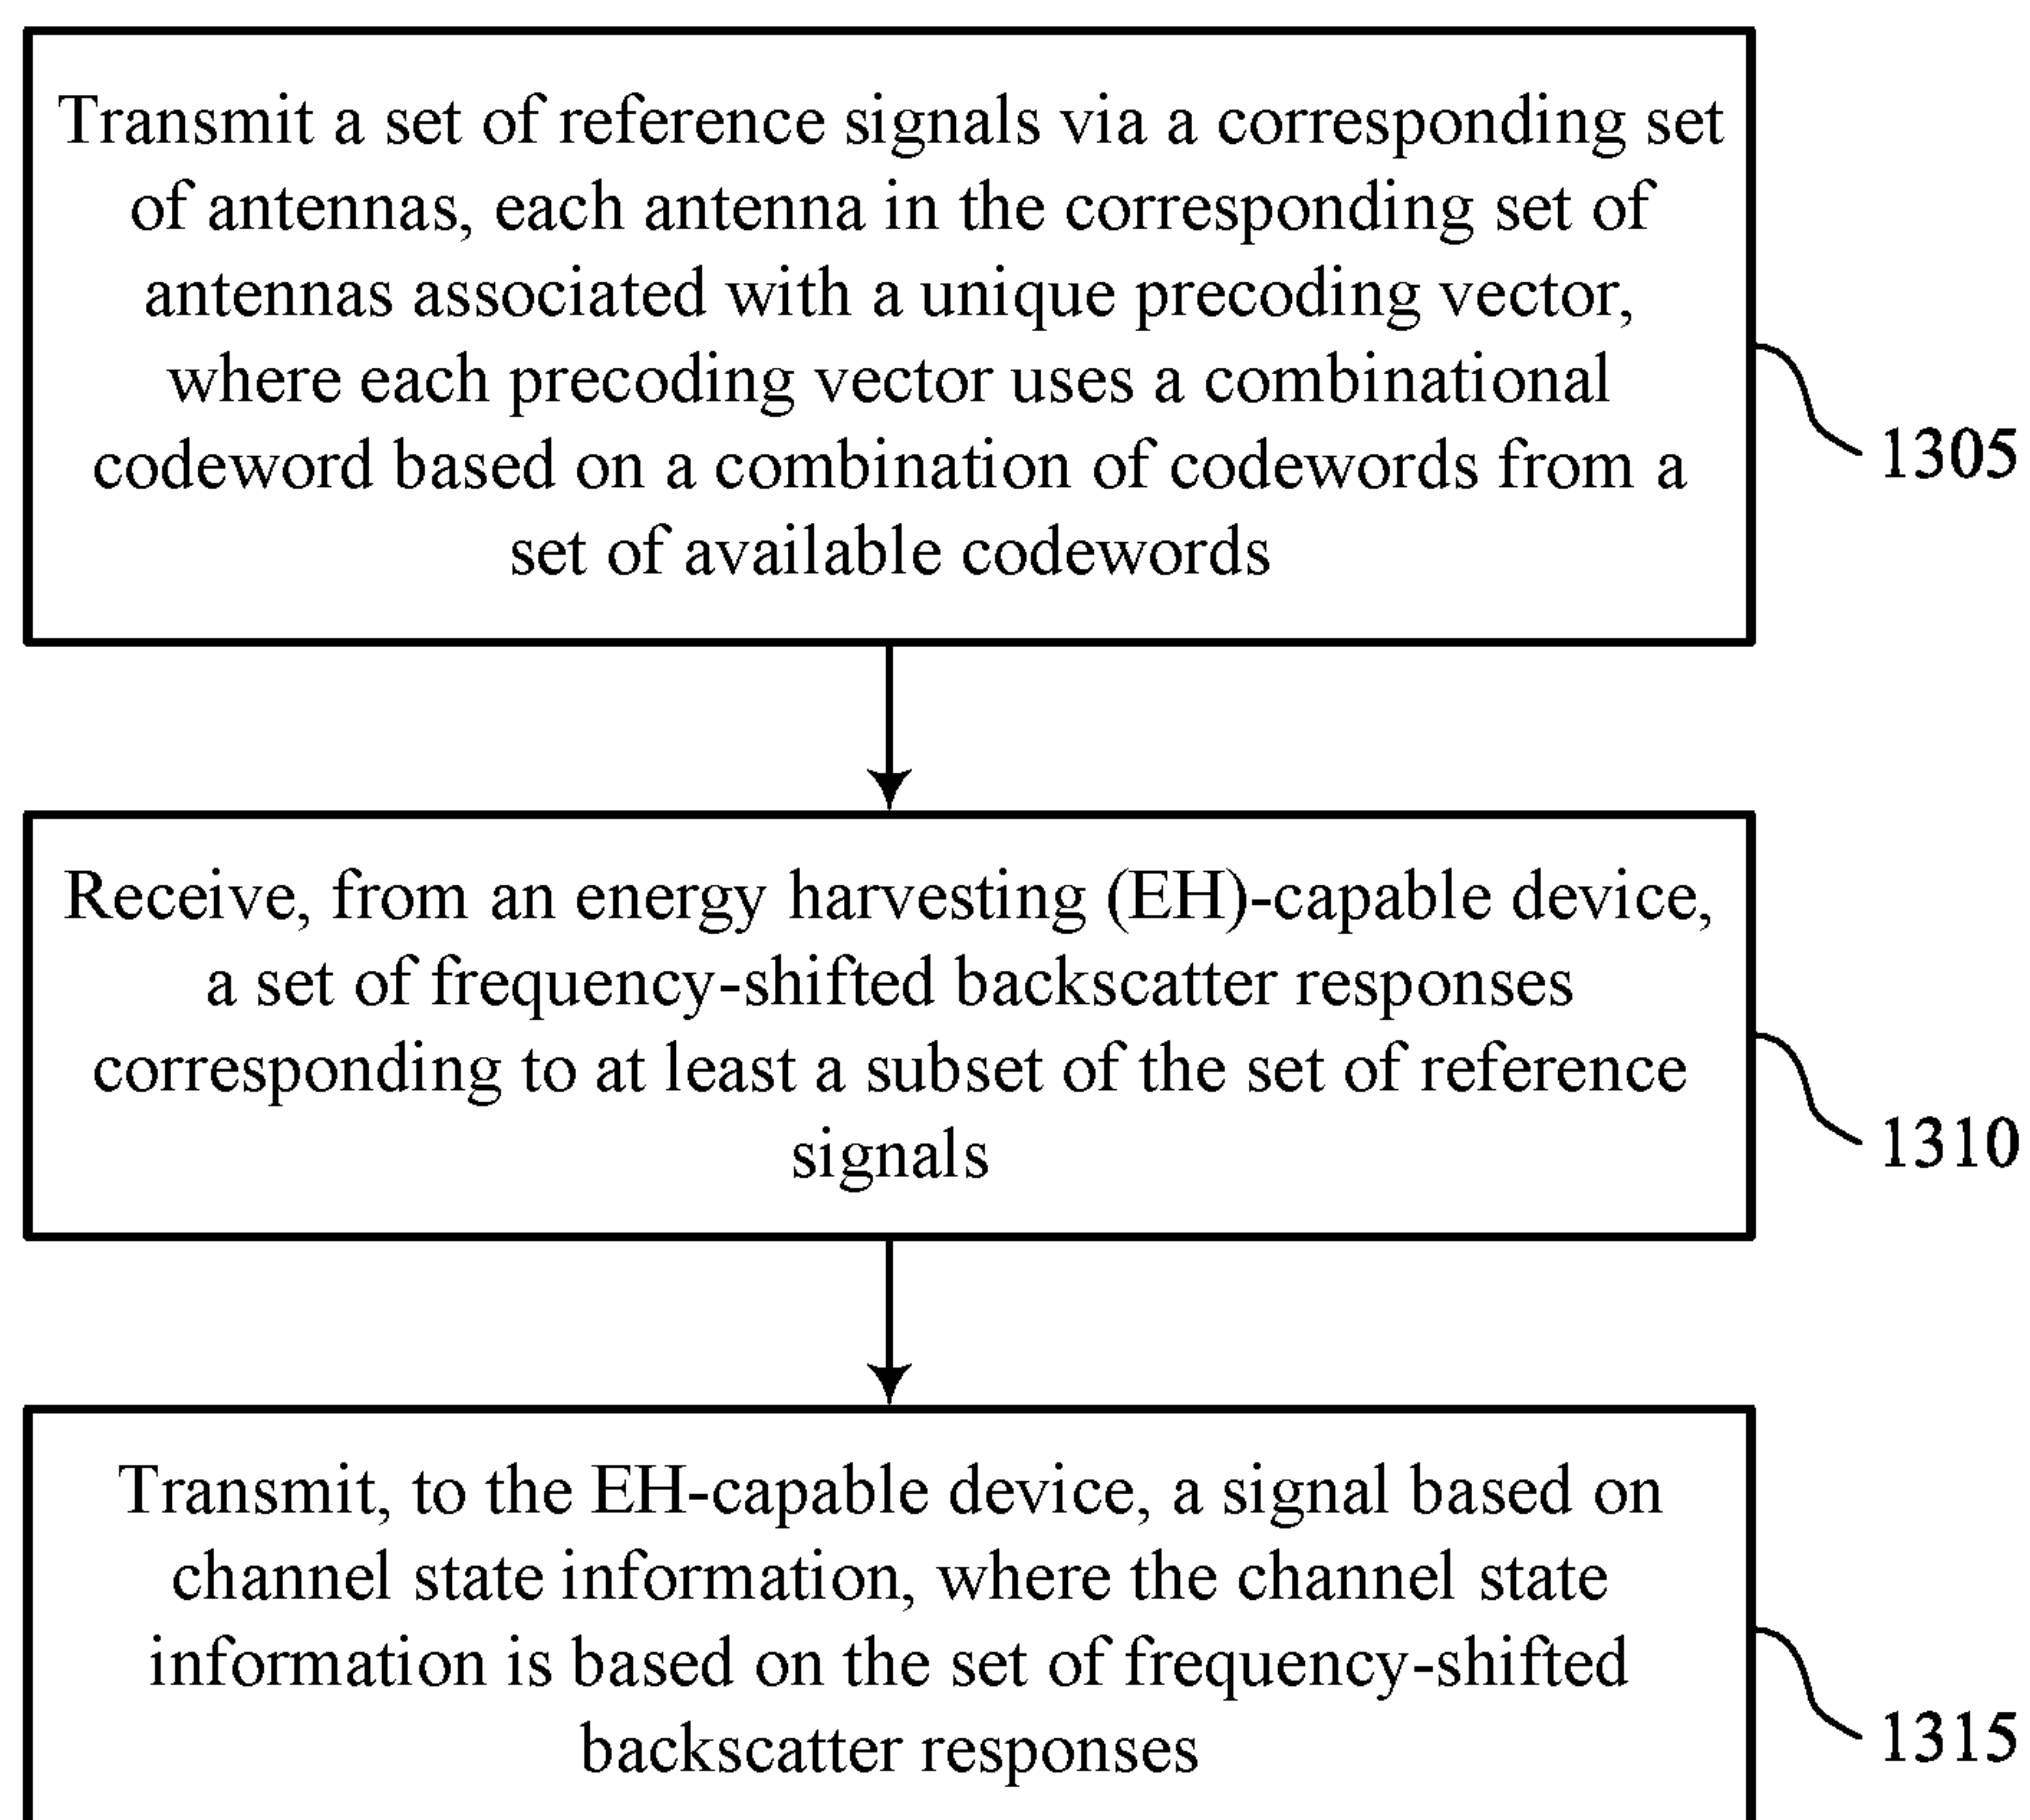 Transmit a set of reference signals via a corresponding set
of antennas, each antenna in the corresponding set of
antennas associated with a unique precoding vector,
where each precoding vector uses a combinational
codeword based on a combination of codewords from a
set of available codewords
1305
Receive, from an energy harvesting (EH)-capable device,
a set of frequency-shifted backscatter responses
corresponding to at least a subset of the set of reference
signals
1310
Transmit, to the EH-capable device, a signal based on
channel state information, where the channel state
information is based on the set of frequency-shifted
backscatter responses
1315